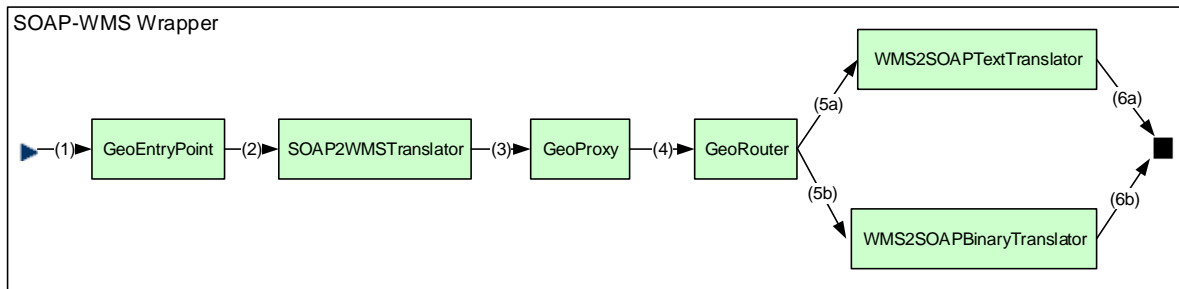 SOAP-WMS Wrapper
(1)
GeoEntryPoint
(2)
SOAP2WMSTranslator
(3)
GeoProxy
(4)
GeoRouter
(5a)
WMS2SOAPTextTranslator
(6a)
(5b)
WMS2SOAPBinaryTranslator
(6b)